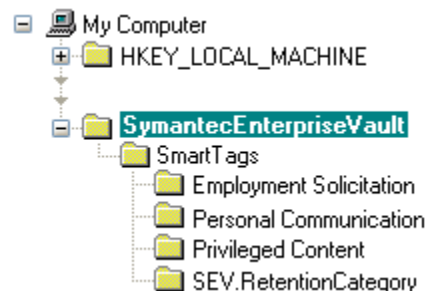 My Computer
HKEY_LOCAL_MACHINE
SymantecEnterpriseVault
SmartTags
Employment Solicitation
Personal Communication
Privileged Content
SEV.RetentionCategory